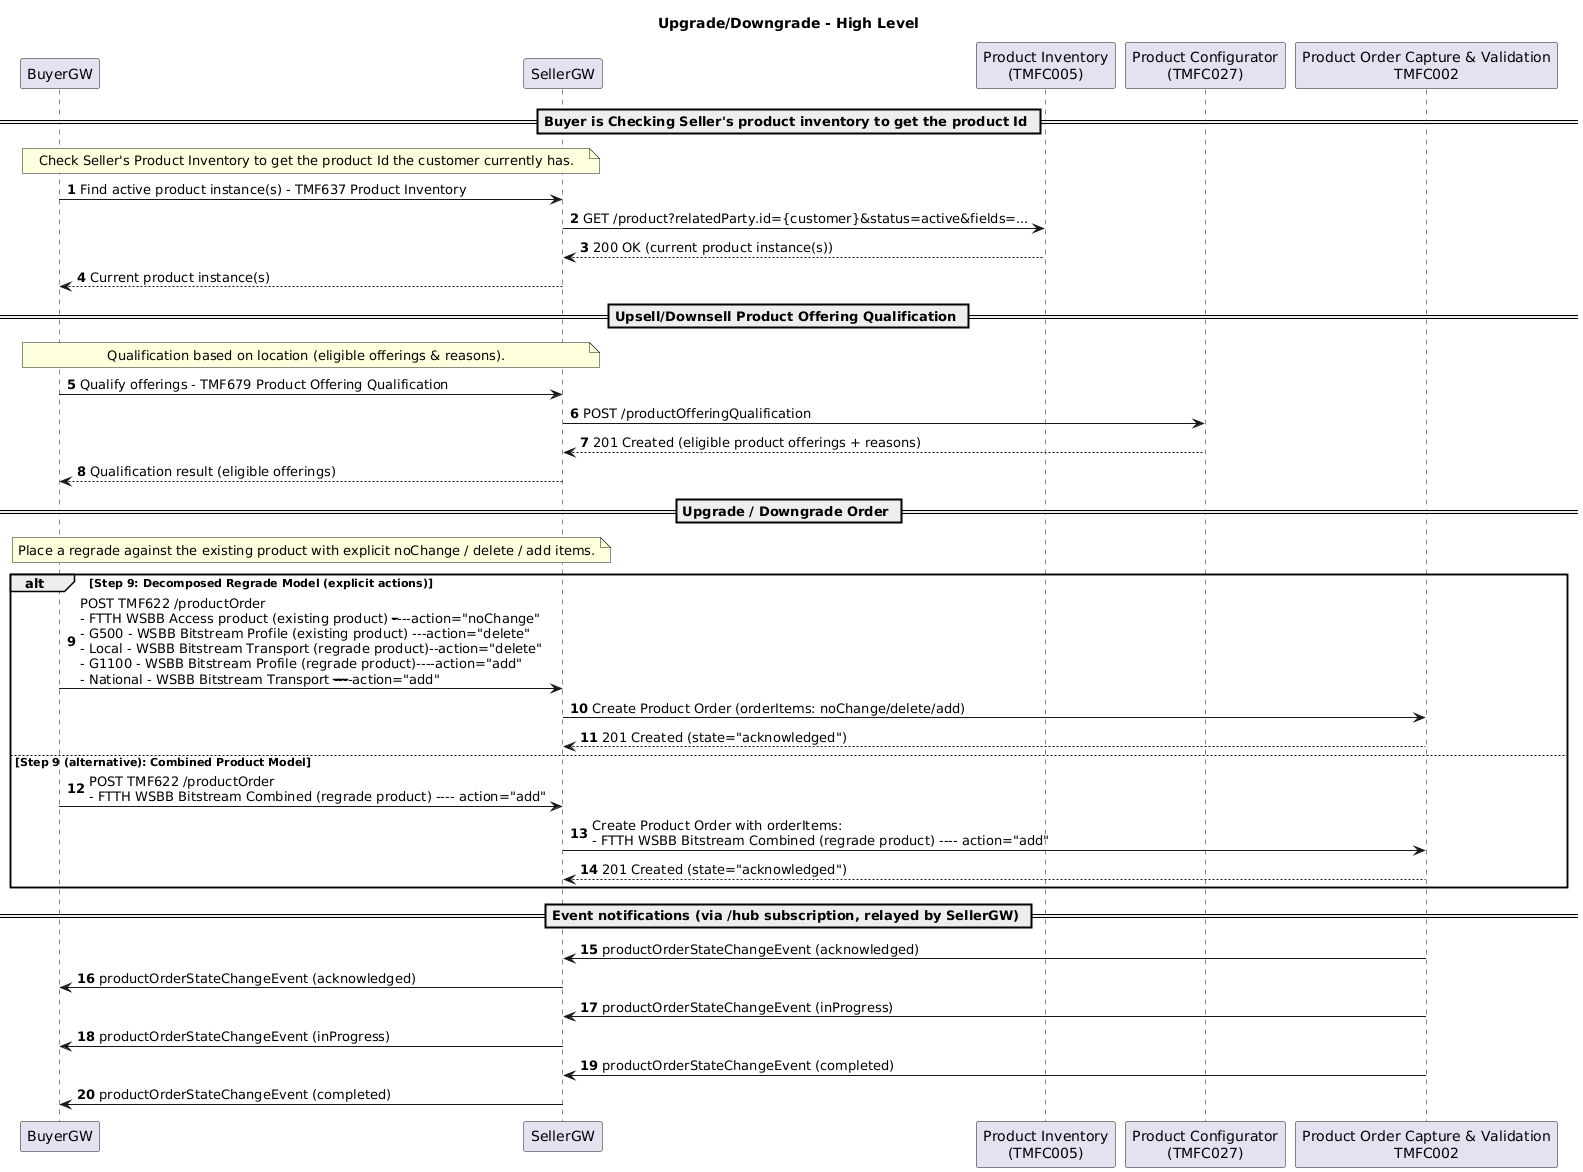 Upgrade/Downgrade - High Level
BuyerGW
SellerGW
Product Inventory
(TMFC005)
Product Configurator
(TMFC027)
Product Order Capture & Validation
TMFC002
Buyer is Checking Seller's product inventory to get the product Id
Check Seller's Product Inventory to get the product Id the customer currently has.
1 Find active product instance(s) - TMF637 Product Inventory
2 GET /product?relatedParty.id={customer}&status=active&fields=...
3 200 OK (current product instance(s))
4 Current product instance(s)
Upsell/Downsell Product Offering Qualification
Qualification based on location (eligible offerings & reasons).
5 Qualify offerings - TMF679 Product Offering Qualification
6 POST /productOfferingQualification
7 201 Created (eligible product offerings + reasons)
8 Qualification result (eligible offerings)
Upgrade / Downgrade Order
Place a regrade against the existing product with explicit noChange / delete / add items.
alt [Step 9: Decomposed Regrade Model (explicit actions)]
POST TMF622 /productOrder
- FTTH WSBB Access product (existing product) ----action="noChange"
- G500 - WSBB Bitstream Profile (existing product) ---action="delete"
9
- Local - WSBB Bitstream Transport (regrade product)--action="delete"
- G1100 - WSBB Bitstream Profile (regrade product)----action="add"
- National - WSBB Bitstream Transport ----action="add"
10 Create Product Order (orderItems: noChange/delete/add)
11 201 Created (state="acknowledged")
[Step 9 (alternative): Combined Product Model]
12 POST TMF622 /productOrder
- FTTH WSBB Bitstream Combined (regrade product) ---- action="add"
13 Create Product Order with orderItems:
- FTTH WSBB Bitstream Combined (regrade product) ---- action="add"
14 201 Created (state="acknowledged")
Event notifications (via /hub subscription, relayed by SellerGW)
15 productOrderStateChangeEvent (acknowledged)
16 productOrderStateChangeEvent (acknowledged)
17 productOrderStateChangeEvent (inProgress)
18 productOrderStateChangeEvent (inProgress)
19 productOrderStateChangeEvent (completed)
20 productOrderStateChangeEvent (completed)
BuyerGW
SellerGW
Product Inventory
(TMFC005)
Product Configurator
(TMFC027)
Product Order Capture & Validation
TMFC002